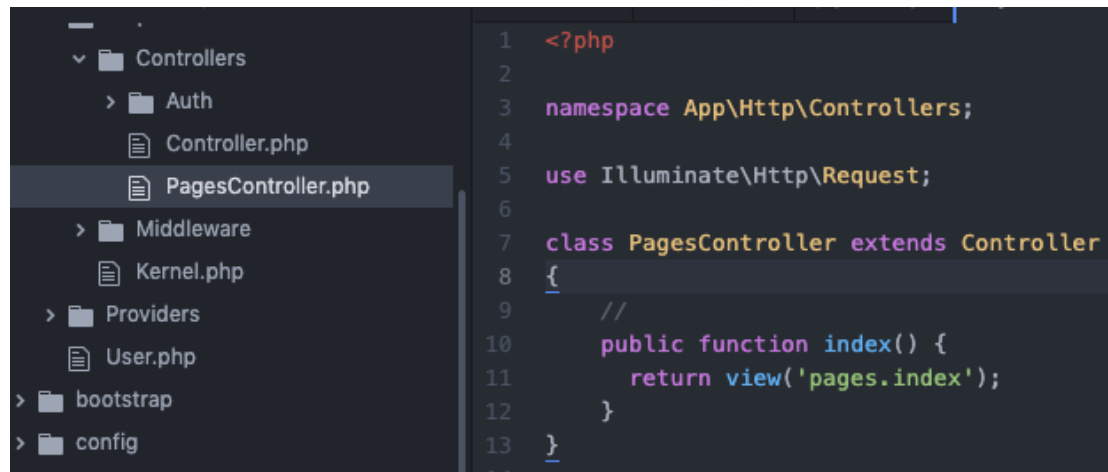 Controllers
Auth
Controller.php
PagesController.php
Middleware
Kernel.php
Providers
User.php
bootstrap
config
1 <?php
2
3 namespace App\Http\Controllers;
4
5 use Illuminate\Http\Request;
6
7 class PagesController extends Controller
8 {
9     //
10     public function index() {
11       return view('pages.index');
12     }
13 }